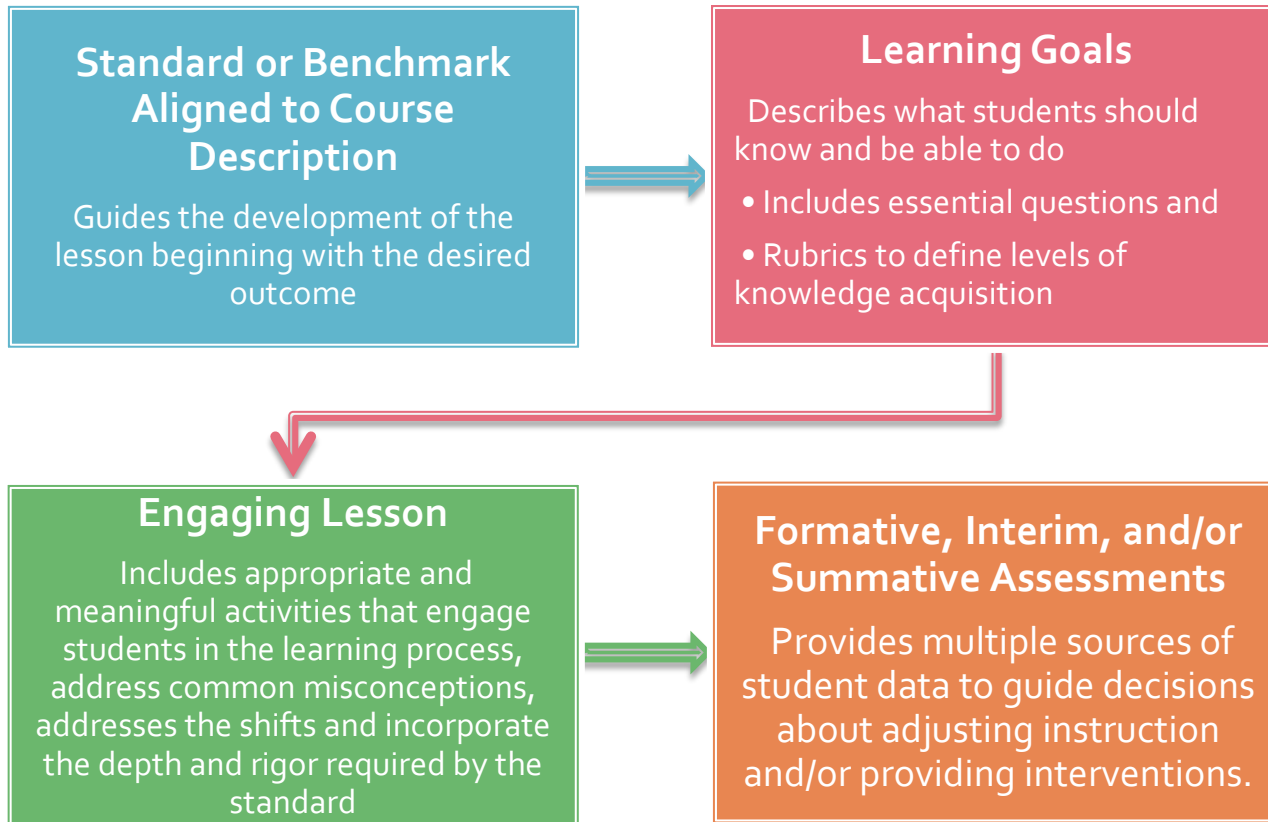 Standard or Benchmark
Aligned to Course
Description
Guides the development of the
lesson beginning with the desired
outcome
Learning Goals
Describes what students should
know and be able to do
• Includes essential questions and
• Rubrics to define levels of
knowledge acquisition
Engaging Lesson
Includes appropriate and
meaningful activities that engage
students in the learning process,
address common misconceptions,
addresses the shifts and incorporate
the depth and rigor required by the
standard
Formative, Interim, and/or
Summative Assessments
Provides multiple sources of
student data to guide decisions
about adjusting instruction
and/or providing interventions.